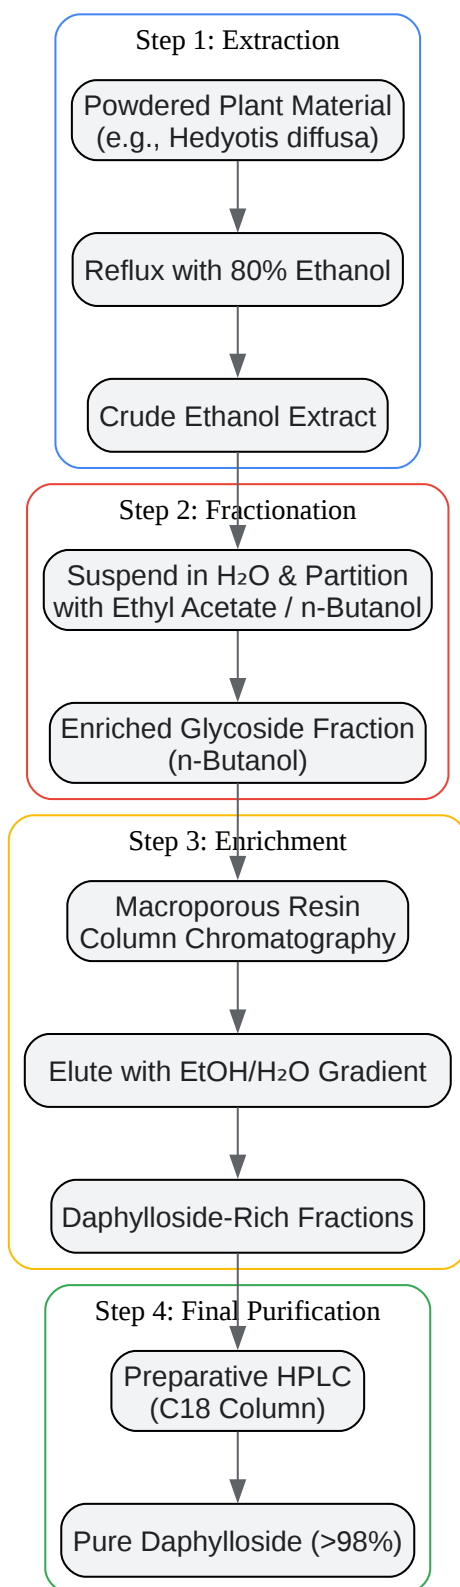 Step 1: Extraction
Powdered Plant Material
(e.g., Hedyotis diffusa)
Reflux with 80% Ethanol
Crude Ethanol Extract
Step 2: Fractionation
Suspend in H₂O & Partition
with Ethyl Acetate / n-Butanol
Enriched Glycoside Fraction
(n-Butanol)
Step 3: Enrichment
Macroporous Resin
Column Chromatography
Elute with EtOH/H₂O Gradient
Daphylloside-Rich Fractions
Step 4: Final Purification
Preparative HPLC
(C18 Column)
Pure Daphylloside (>98%)